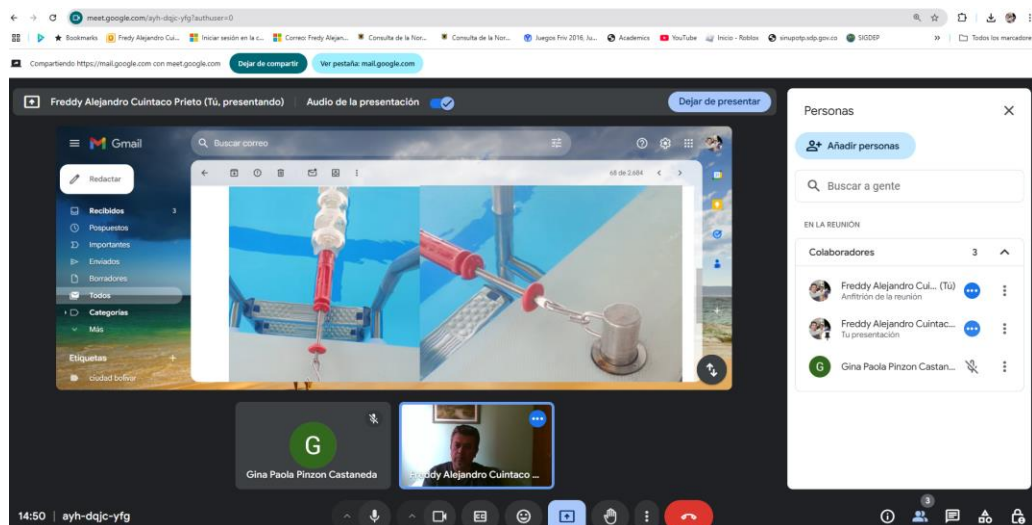 meet.google.com/ayh-dqjc-yfg?authuser=0
Bookmarks Fredy Alejandro Cui... Iniciar sesión en la c... Correo: Fredy Alejan... Consulta de la Nor... Consulta de la Nor... Juegos Friv 2016, Ju... Academics YouTube Inicio - Roblox sinupotp.sdp.gov.co SIGDEP » Todos los marcadore
Compartiendo https://mail.google.com con meet.google.com Dejar de compartir Ver pestaña: mail.google.com
Freddy Alejandro Cuintaco Prieto (Tú, presentando) Audio de la presentación Dejar de presentar
Gmail Buscar correo
Redactar 68 de 2.684
Recibidos 3
Pospuestos
Importantes
Enviados
Borradores
Todos
Categorías
Más
Etiquetas +
ciudad bolivar
Personas
Añadir personas
Buscar a gente
EN LA REUNIÓN
Colaboradores 3
Freddy Alejandro Cui... (Tú)
Anfitrión de la reunión
Freddy Alejandro Cuintac...
Tu presentación
G Gina Paola Pinzon Castan...
G
Gina Paola Pinzon Castaneda
Freddy Alejandro Cuintaco ...
14:50 | ayh-dqjc-yfg
3